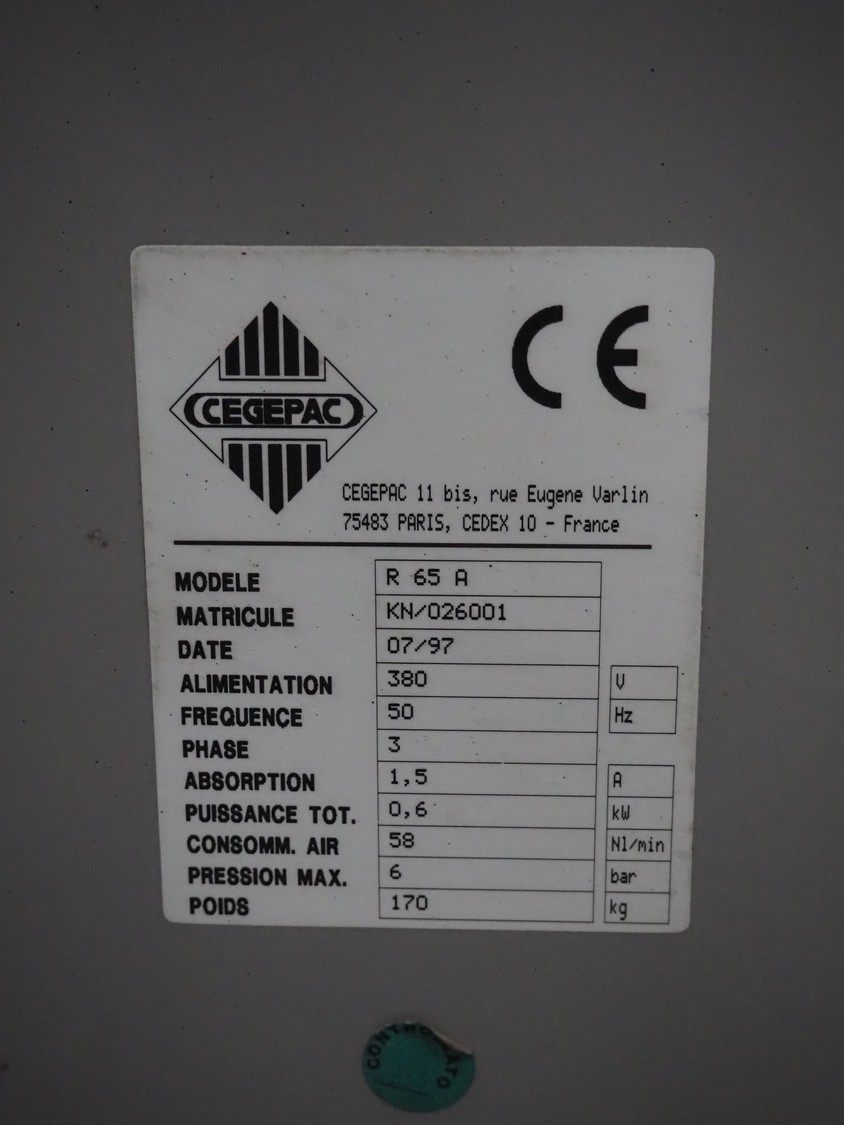 CEGEPAC
CE
CEGEPAC 11 bis, rue Eugene Varlin
75483 PARIS, CEDEX 10 - France
MODELE R 65 A
MATRICULE KN/026001
DATE 07/97
ALIMENTATION 380 V
FREQUENCE 50 Hz
PHASE 3
ABSORPTION 1,5 A
PUISSANCE TOT. 0,6 kW
CONSOMM. AIR 58 Nl/min
PRESSION MAX. 6 bar
POIDS 170 kg